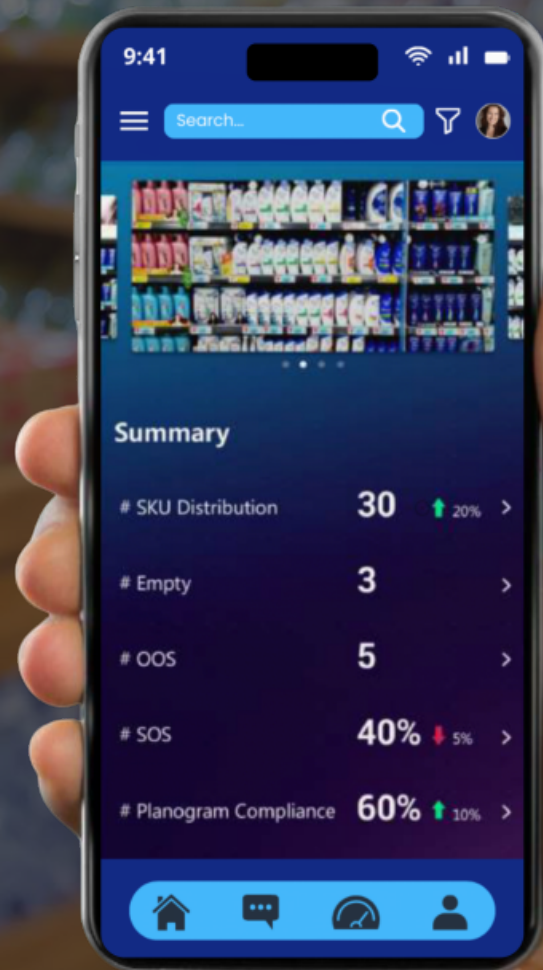 9:41
Search...
Summary
# SKU Distribution 30 20%
# Empty 3
# OOS 5
# SOS 40% 5%
# Planogram Compliance 60% 10%